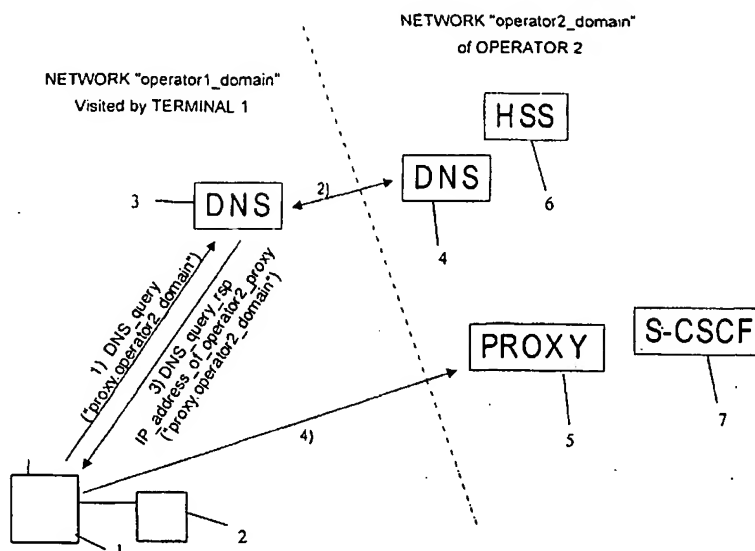 NETWORK "operator2_domain"
of OPERATOR 2
NETWORK "operator1_domain"
Visited by TERMINAL 1
HSS
6
DNS
3
2)
DNS
4
1) DNS_query
("proxy.operator2_domain")
3) DNS_query_rsp
IP_address_of_operator2_proxy
("proxy.operator2_domain")
PROXY
5
S-CSCF
7
4)
1
2